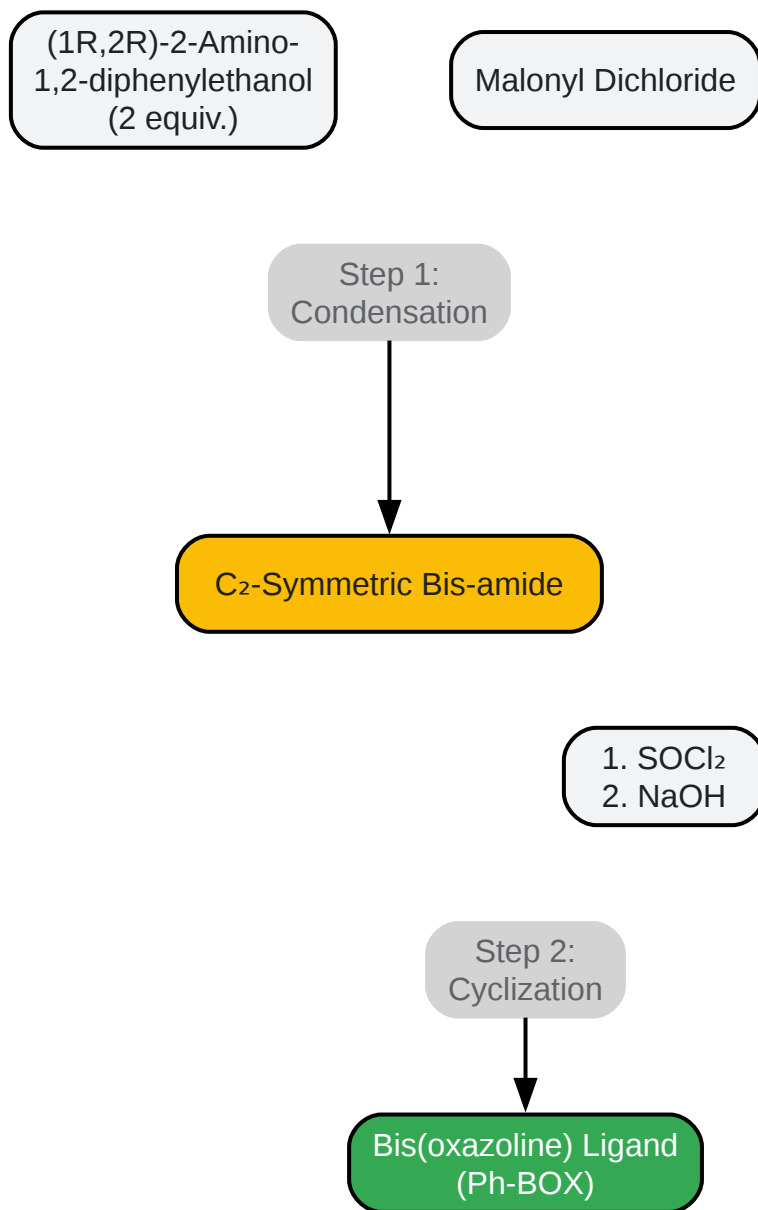 (1R,2R)-2-Amino-
1,2-diphenylethanol
(2 equiv.)
Malonyl Dichloride
Step 1:
Condensation
C₂-Symmetric Bis-amide
1. SOCl₂
2. NaOH
Step 2:
Cyclization
Bis(oxazoline) Ligand
(Ph-BOX)